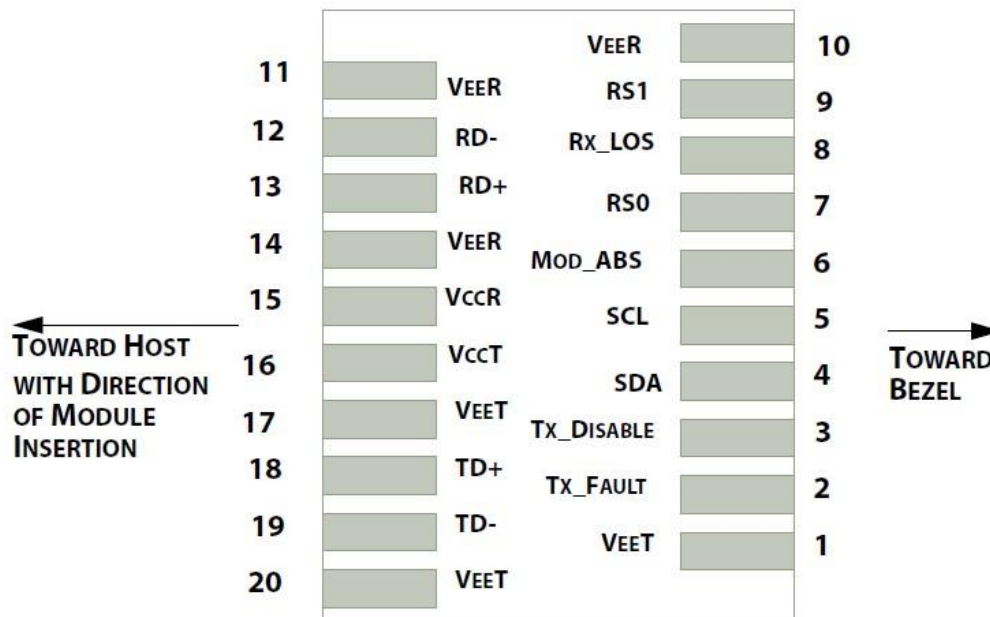 11 VEER
12 RD-
13 RD+
14 VEER
15 VCCR
16 VCCT
17 VEET
18 TD+
19 TD-
20 VEET
TOWARD HOST
WITH DIRECTION
OF MODULE
INSERTION
VEER 10
RS1 9
RX_LOS 8
RS0 7
MOD_ABS 6
SCL 5
SDA 4
TX_DISABLE 3
TX_FAULT 2
VEET 1
TOWARD
BEZEL